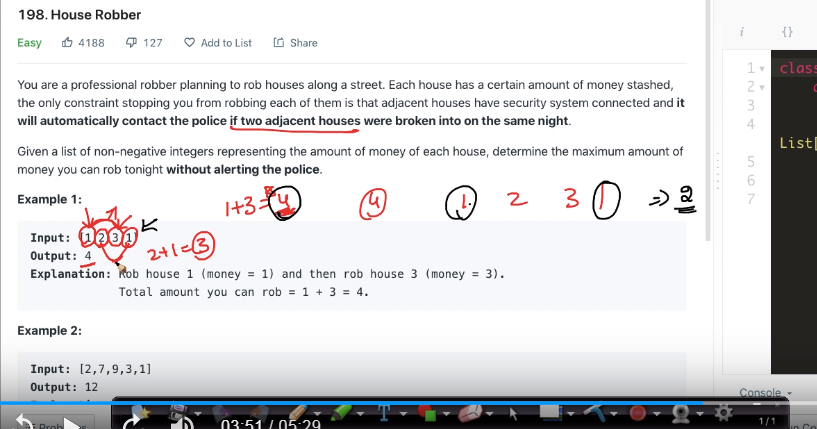 198. House Robber
Easy 4188 127 Add to List Share
i {}
You are a professional robber planning to rob houses along a street. Each house has a certain amount of money stashed,
the only constraint stopping you from robbing each of them is that adjacent houses have security system connected and it
will automatically contact the police if two adjacent houses were broken into on the same night.
Given a list of non-negative integers representing the amount of money of each house, determine the maximum amount of
money you can rob tonight without alerting the police.
1 class
2
3
4
List[
5
6
7
Example 1:
1+3=4 4 1. 2 3 1 => 2
Input: [1,2,3,1]
2+1=3
Output: 4
Explanation: Rob house 1 (money = 1) and then rob house 3 (money = 3).
Total amount you can rob = 1 + 3 = 4.
Example 2:
Input: [2,7,9,3,1]
Output: 12
Console
03:51 / 05:29
T
1/1